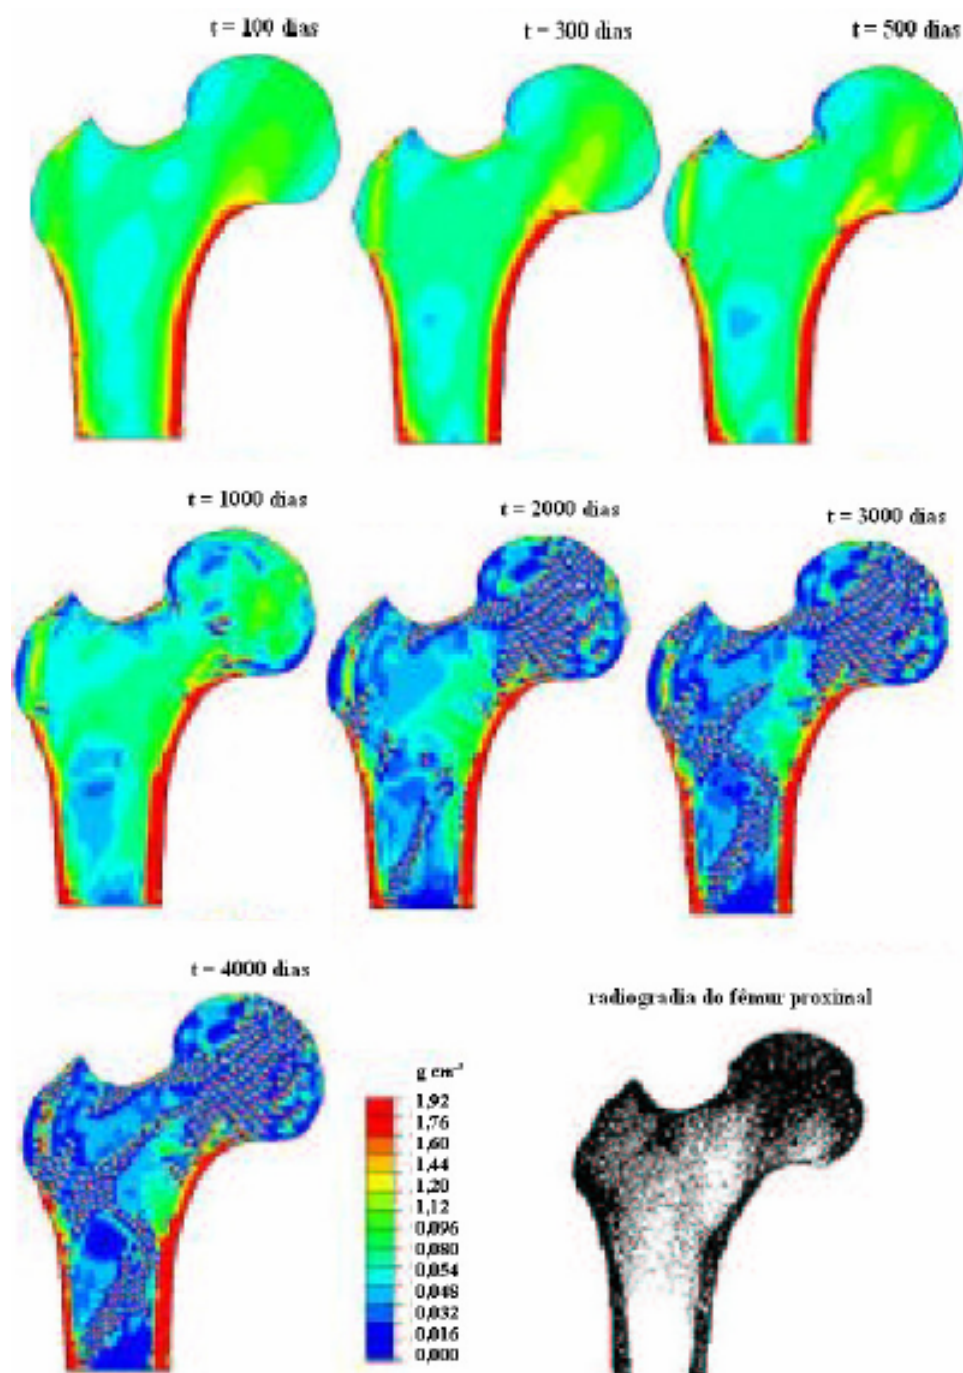 t = 100 dias
t = 300 dias
t = 500 dias
t = 1000 dias
t = 2000 dias
t = 3000 dias
t = 4000 dias
radiogradia do fêmur proximal
g cm⁻³
1,92
1,76
1,60
1,44
1,20
1,12
0,096
0,080
0,054
0,048
0,032
0,016
0,000